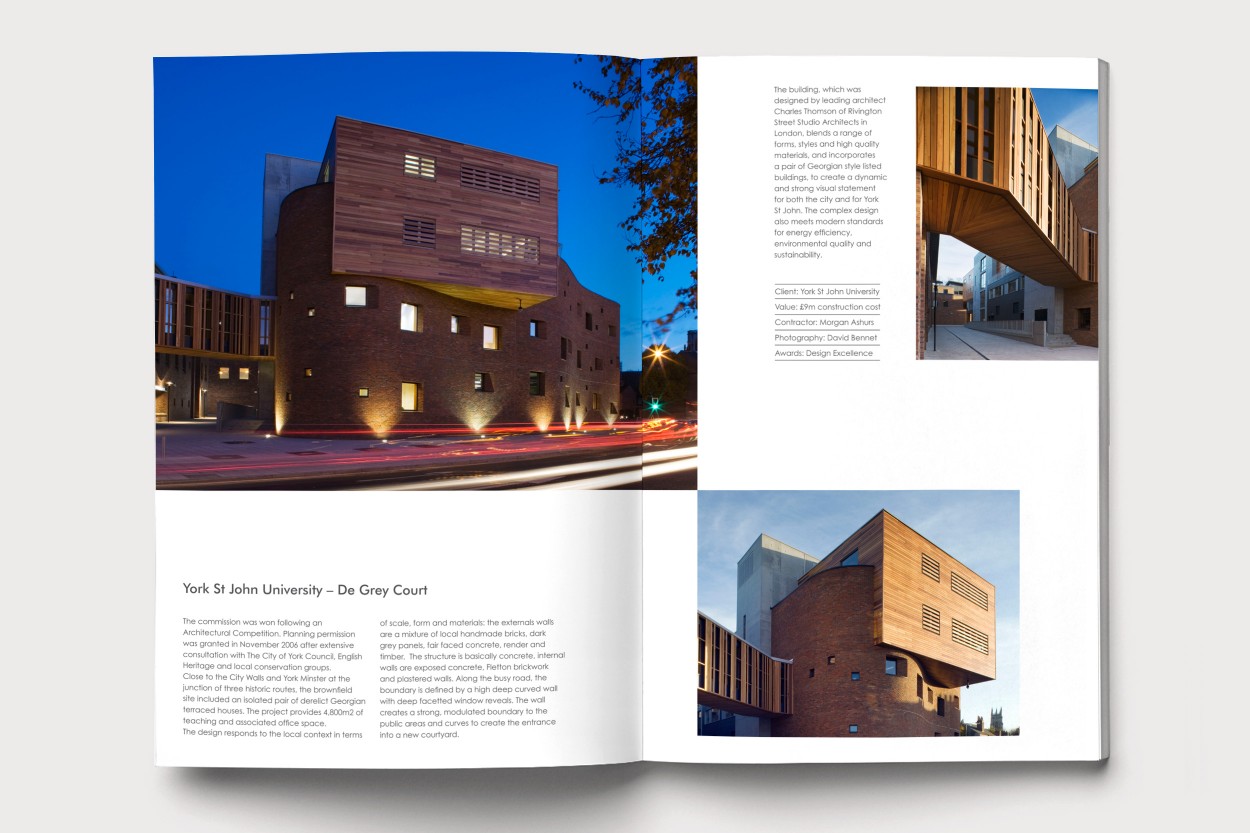 York St John University – De Grey Court
The commission was won following an
Architectural Competition. Planning permission
was granted in November 2006 after extensive
consultation with The City of York Council, English
Heritage and local conservation groups.
Close to the City Walls and York Minster at the
junction of three historic routes, the brownfield
site included an isolated pair of derelict Georgian
terraced houses. The project provides 4,800m2 of
teaching and associated office space.
The design responds to the local context in terms
of scale, form and materials; the externals walls
are a mixture of local handmade bricks, dark
grey panels, fair faced concrete, render and
timber. The structure is basically concrete, internal
walls are exposed concrete, Fletton brickwork
and plastered walls. Along the busy road, the
boundary is defined by a high deep curved wall
with deep facetted window reveals. The wall
creates a strong, modulated boundary to the
public areas and curves to create the entrance
into a new courtyard.
The building, which was
designed by leading architect
Charles Thomson of Rivington
Street Studio Architects in
London, blends a range of
forms, styles and high quality
materials, and incorporates
a pair of Georgian style listed
buildings, to create a dynamic
and strong visual statement
for both the city and for York
St John. The complex design
also meets modern standards
for energy efficiency,
environmental quality and
sustainability.
Client: York St John University
Value: £9m construction cost
Contractor: Morgan Ashurs
Photography: David Bennet
Awards: Design Excellence